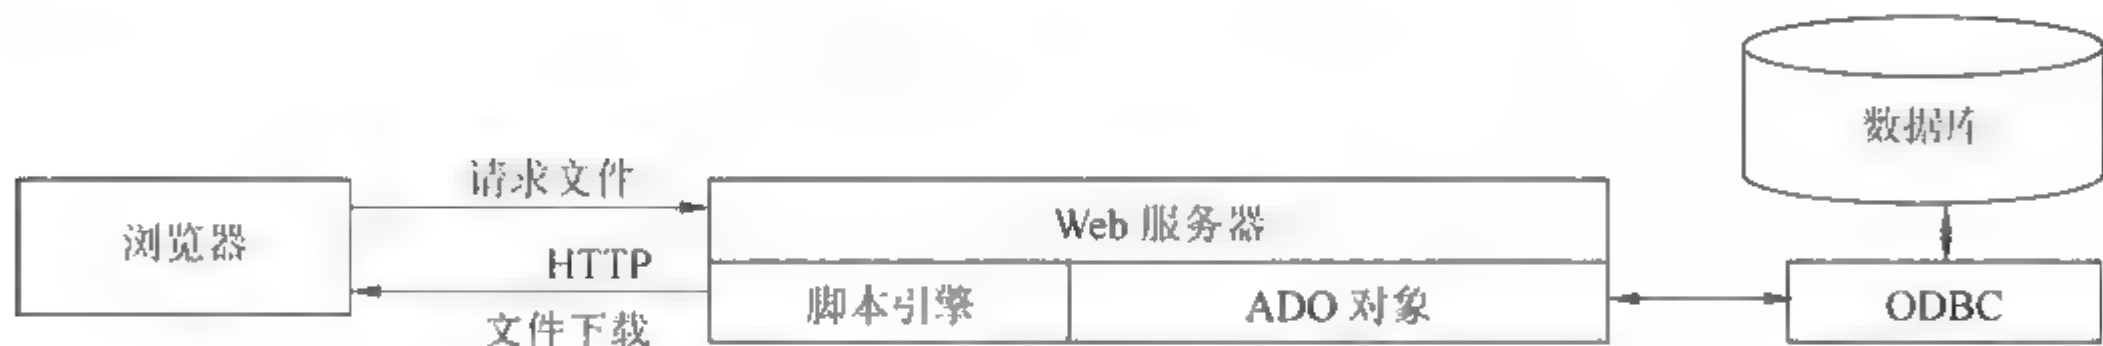 数据库
请求文件
浏览器
Web 服务器
HTTP
脚本引擎
ADO 对象
ODBC
文件下载